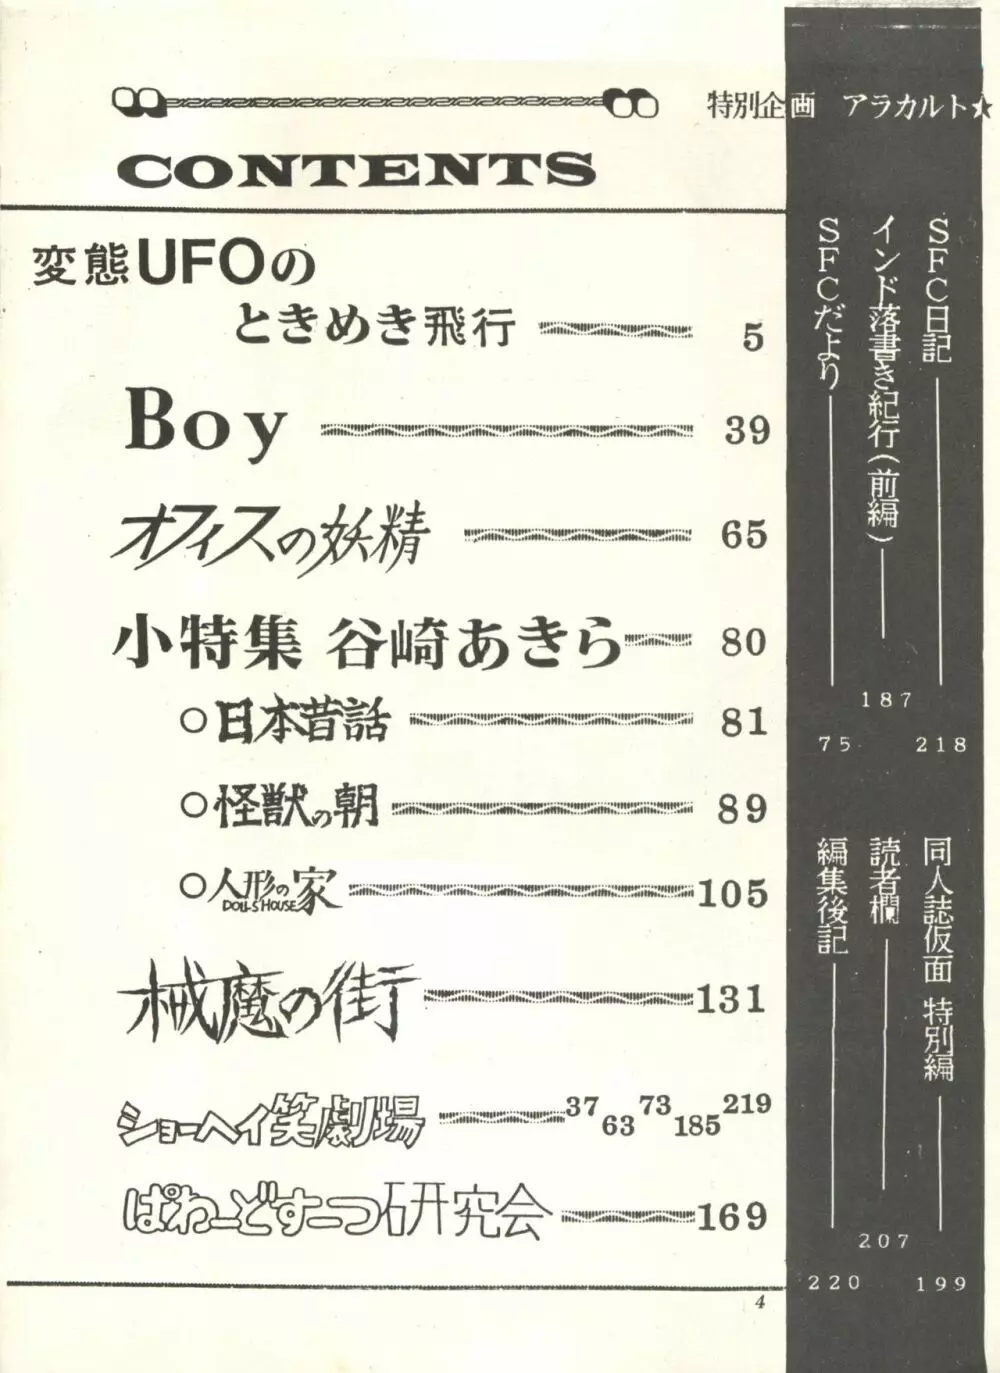 特別企画 アラカルト★
CONTENTS
変態UFOの
ときめき飛行 5
Boy 39
オフィスの妖精 65
小特集 谷崎あきら 80
○日本昔話 81
○怪獣の朝 89
○人形の家 105
DOLL'S HOUSE
械魔の街 131
ショーヘイ笑劇場 37 63 73 185 219
ぱわーどすーつ研究会 169
4
SFC日記 218
インド落書き紀行(前編) 187
SFCだより 75
同人誌仮面 特別編 199
読者欄 207
編集後記 220